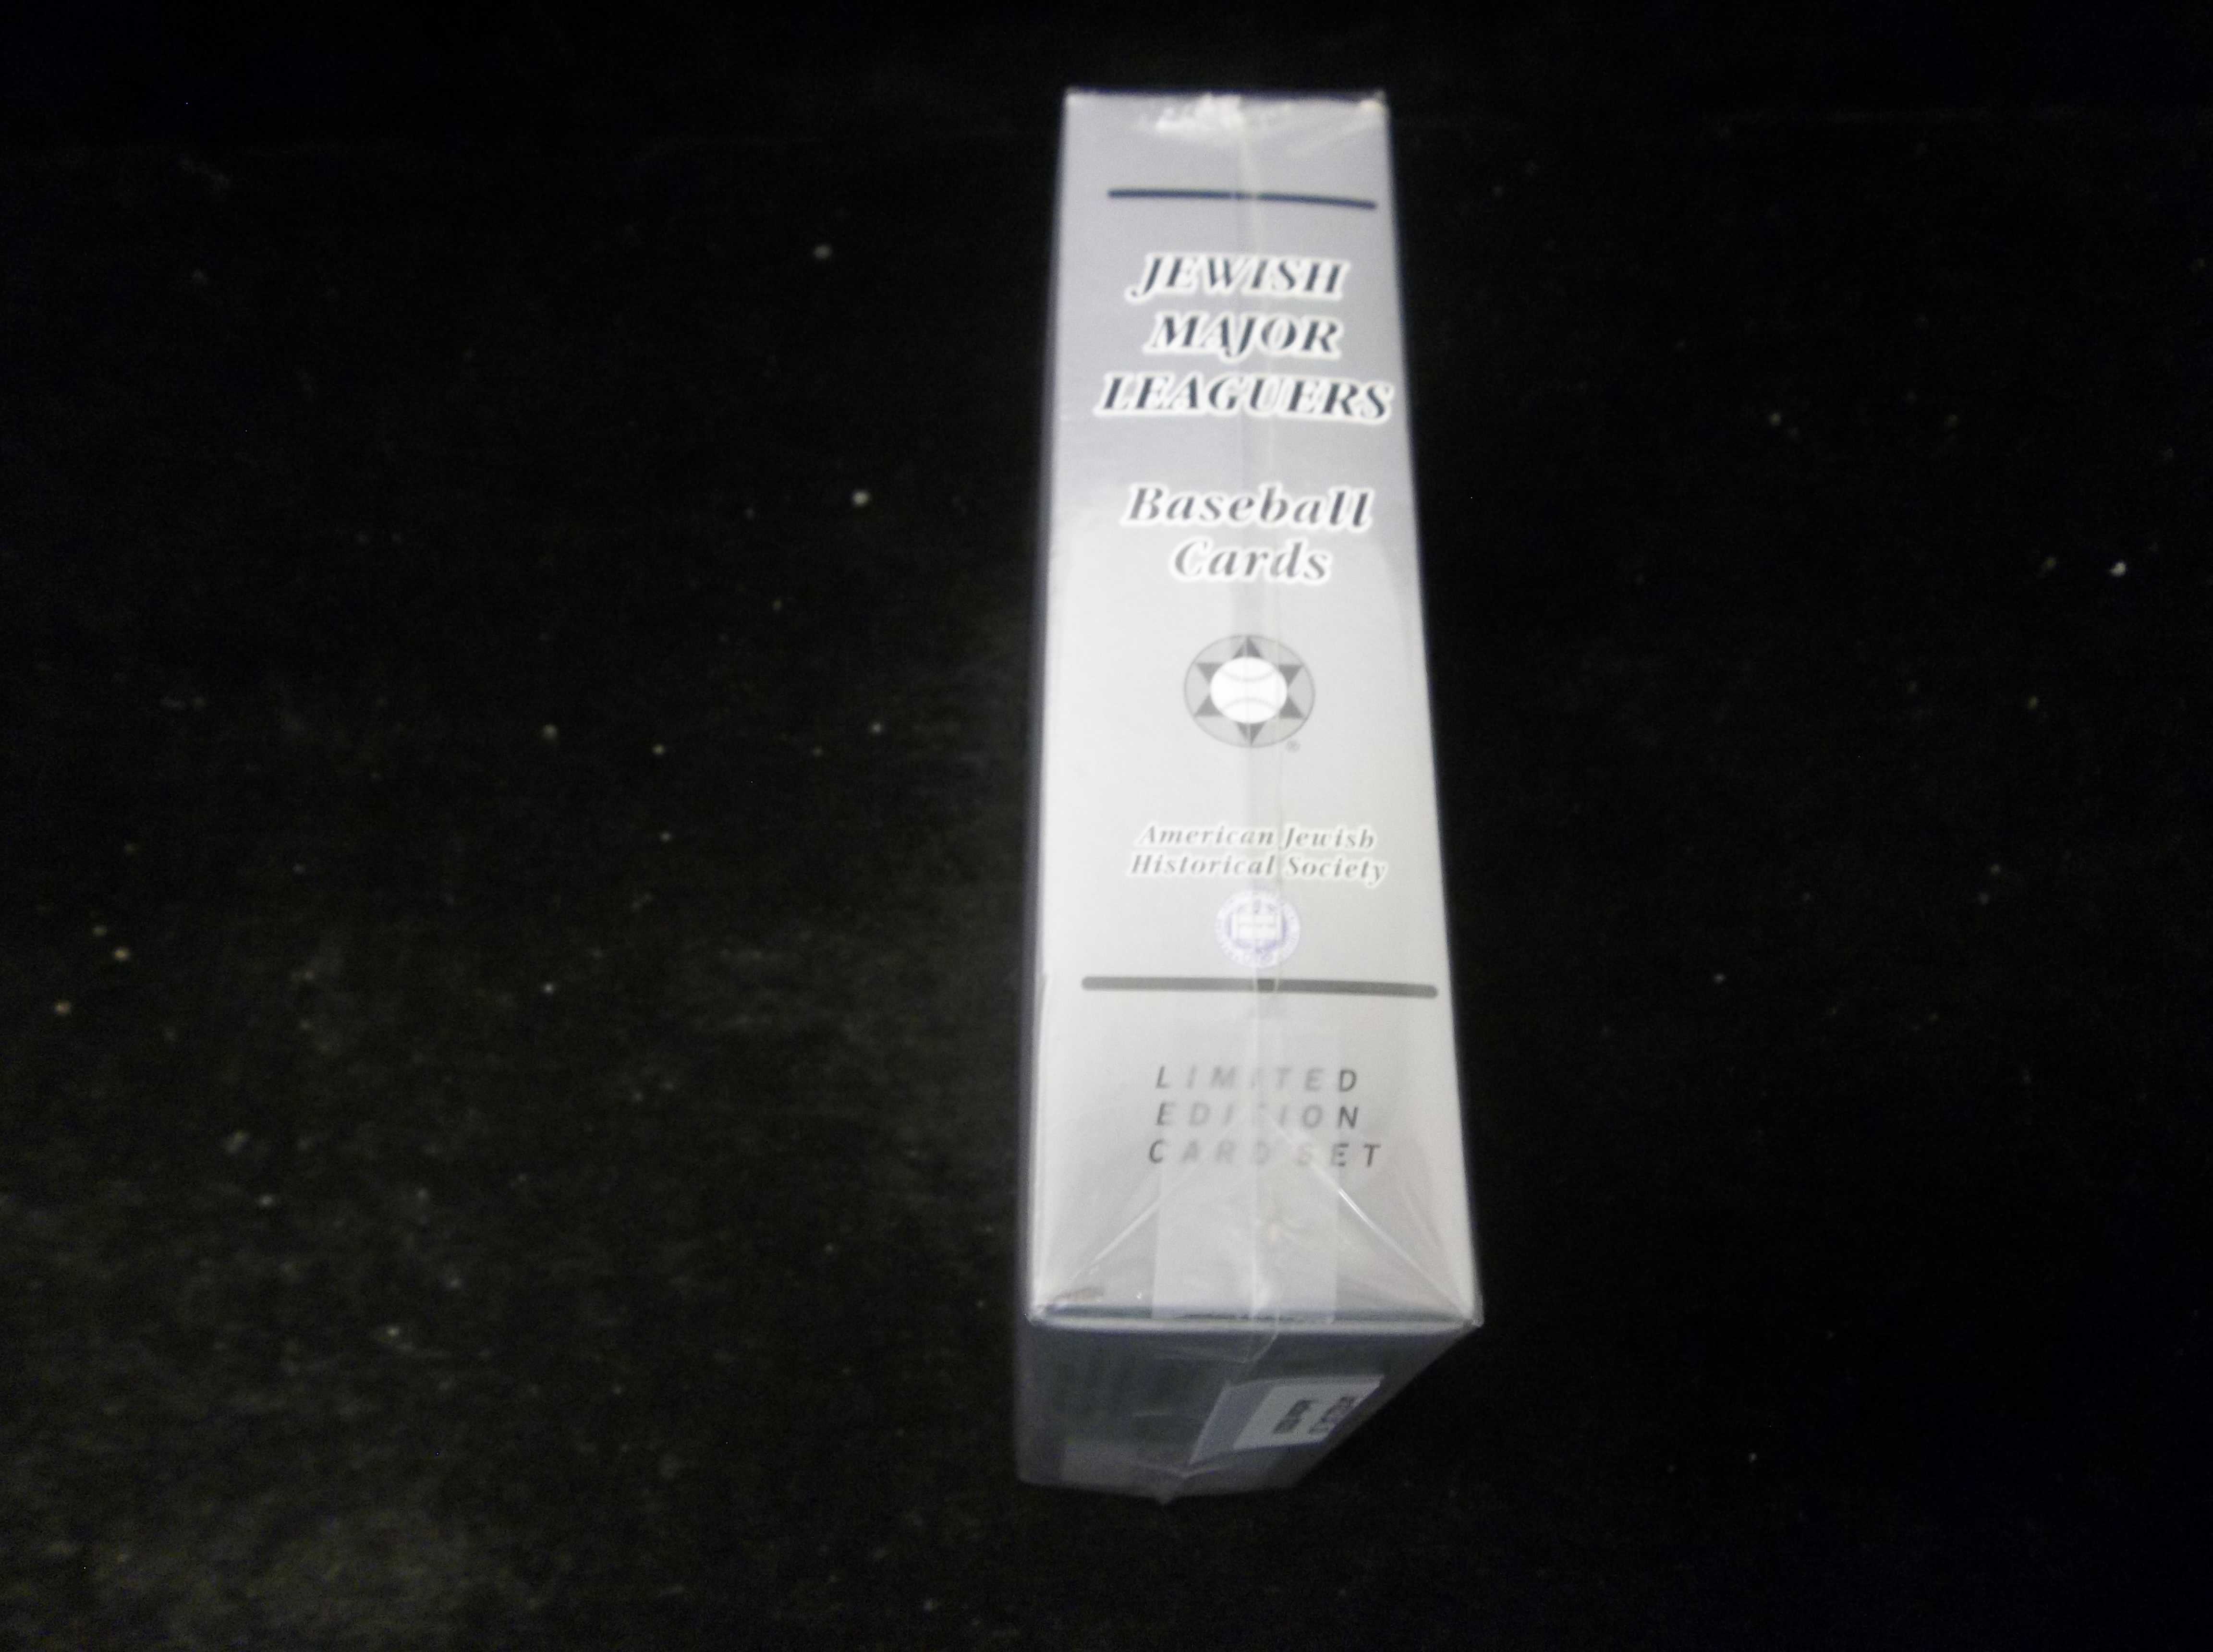 JEWISH
MAJOR
LEAGUERS
Baseball
Cards
®
American Jewish
Historical Society
LIMITED
EDITION
CARD SET